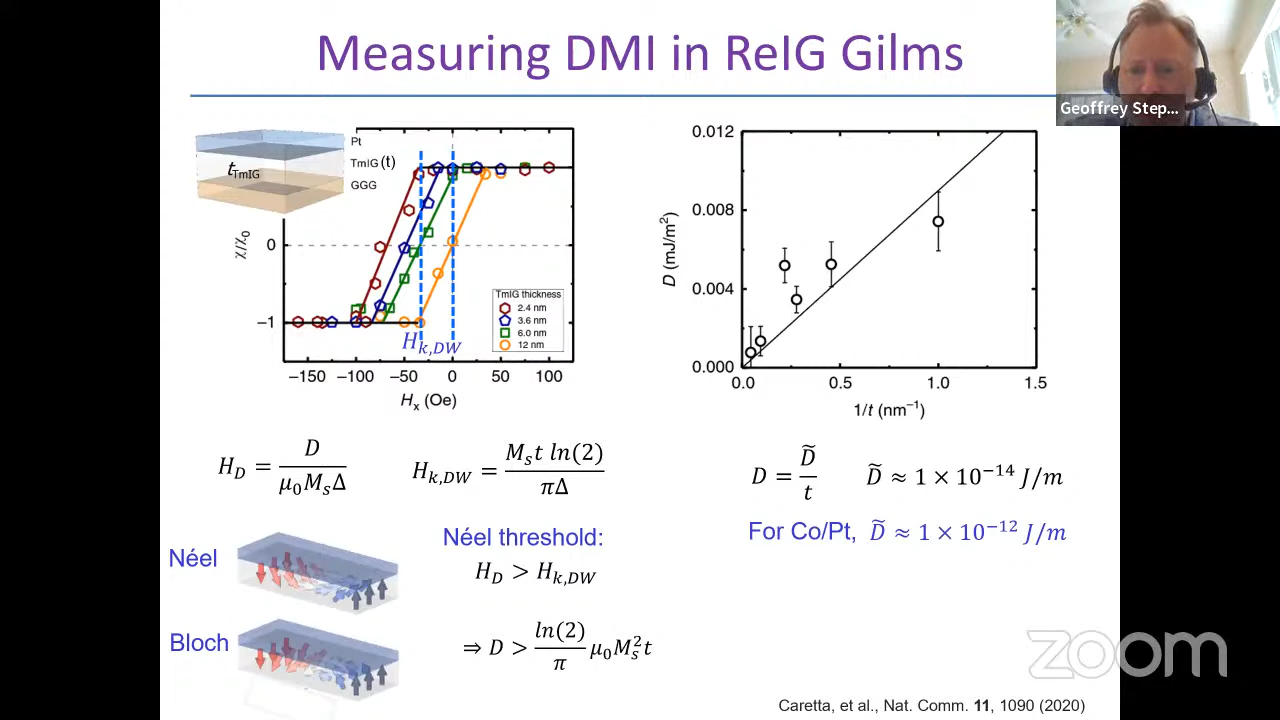 Measuring DMI in ReIG Gilms
Geoffrey Step...
Pt
TmIG (t)
GGG
t_TmIG
χ/χ₀
0
−1
TmIG thickness
2.4 nm
3.6 nm
6.0 nm
12 nm
H_{k,DW}
−150 −100 −50 0 50 100
H_x (Oe)
0.012
0.008
0.004
0.000
D (mJ/m²)
0.0 0.5 1.0 1.5
1/t (nm⁻¹)
H_D = D / μ₀M_sΔ
H_{k,DW} = M_s t ln(2) / πΔ
D = D̃ / t
D̃ ≈ 1 × 10⁻¹⁴ J/m
For Co/Pt, D̃ ≈ 1 × 10⁻¹² J/m
Néel
Néel threshold:
H_D > H_{k,DW}
Bloch
⇒ D > ln(2)/π μ₀M_s²t
zoom
Caretta, et al., Nat. Comm. 11, 1090 (2020)